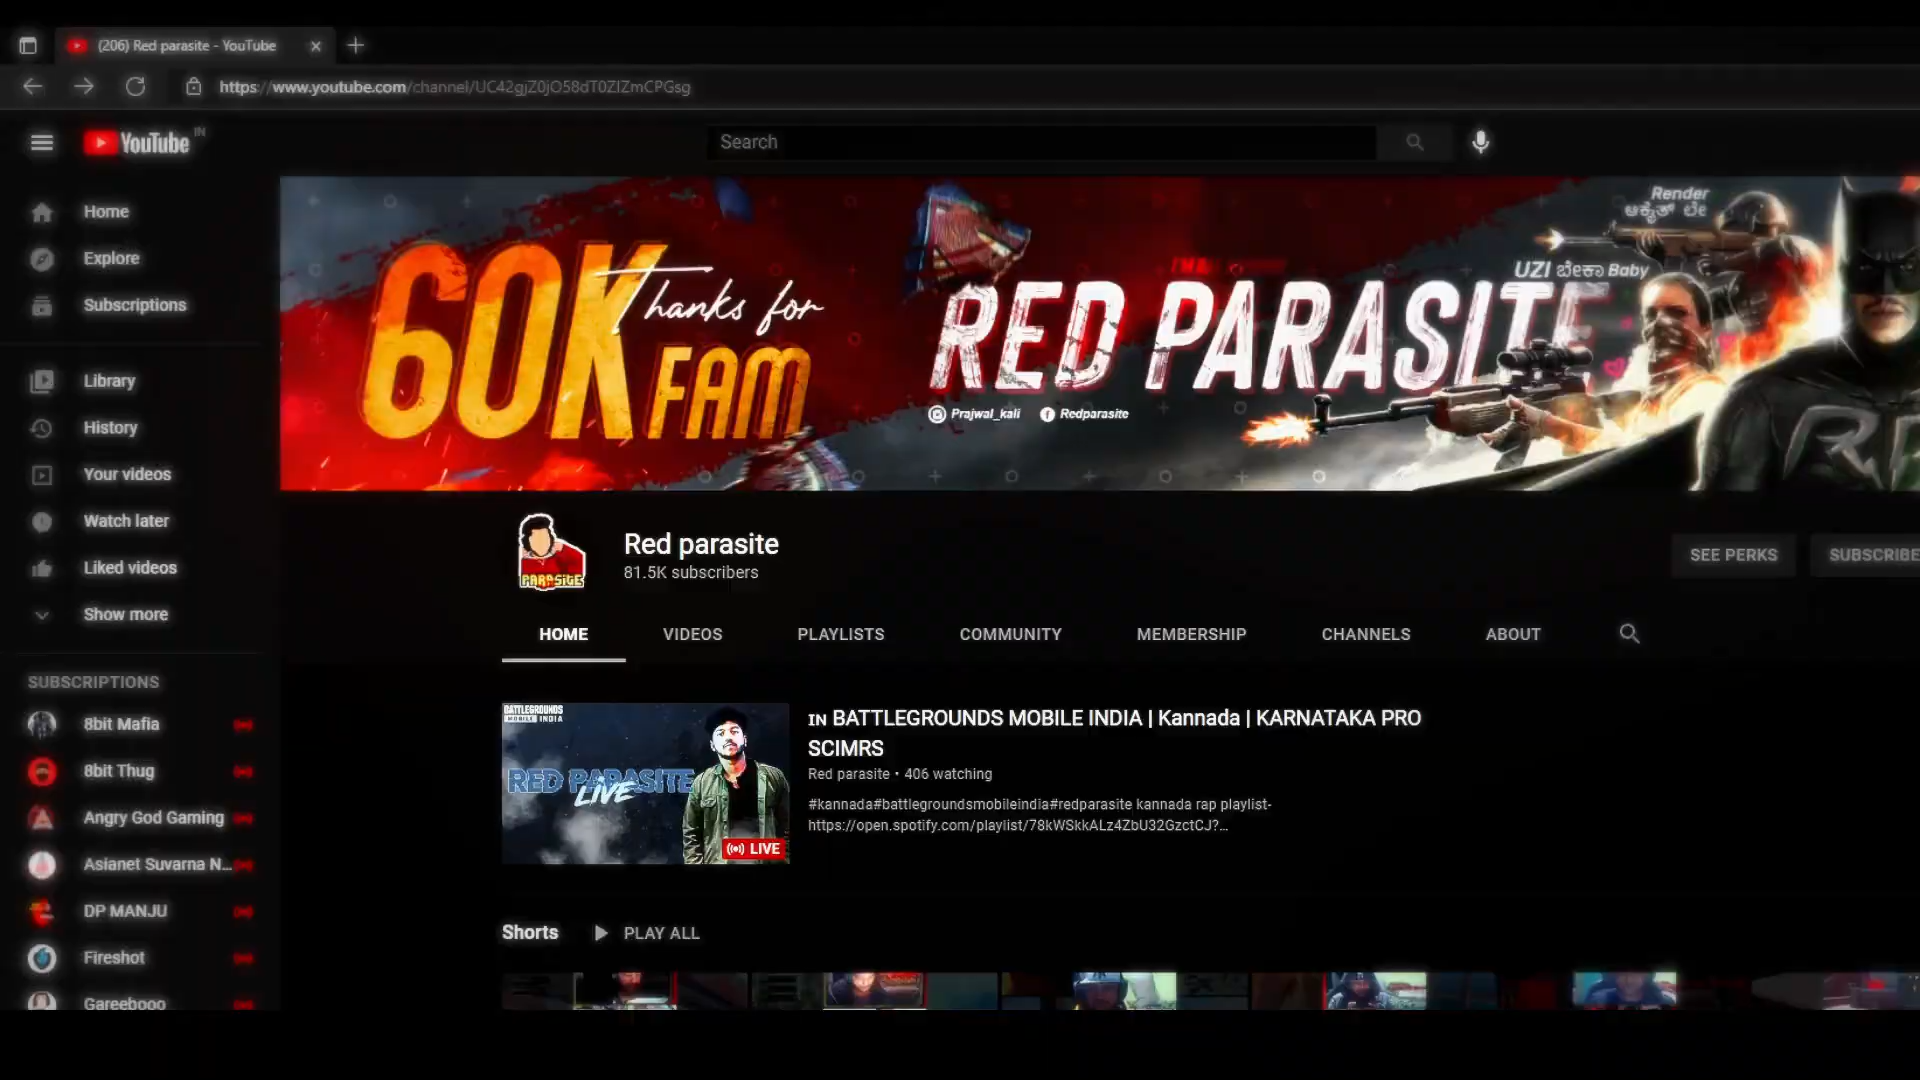 (206) Red parasite - YouTube
https://www.youtube.com/channel/UC42gjZ0jO58dT0ZIZmCPGsg
YouTube IN
Search
Home
Explore
Subscriptions
Library
History
Your videos
Watch later
Liked videos
Show more
SUBSCRIPTIONS
8bit Mafia
8bit Thug
Angry God Gaming
Asianet Suvarna N...
DP MANJU
Fireshot
Gareebooo
60K
Thanks for
FAM
RED PARASITE
Prajwal_kali
Redparasite
Render
ಲೇ
UZI ಬೇಕಾ Baby
PARASITE
Red parasite
81.5K subscribers
SEE PERKS
SUBSCRIBE
HOME
VIDEOS
PLAYLISTS
COMMUNITY
MEMBERSHIP
CHANNELS
ABOUT
BATTLEGROUNDS
MOBILE INDIA
RED PARASITE
LIVE
LIVE
IN BATTLEGROUNDS MOBILE INDIA | Kannada | KARNATAKA PRO
SCIMRS
Red parasite • 406 watching
#kannada#battlegroundsmobileindia#redparasite kannada rap playlist-
https://open.spotify.com/playlist/78kWSkkALz4ZbU32GzctCJ?...
Shorts
PLAY ALL